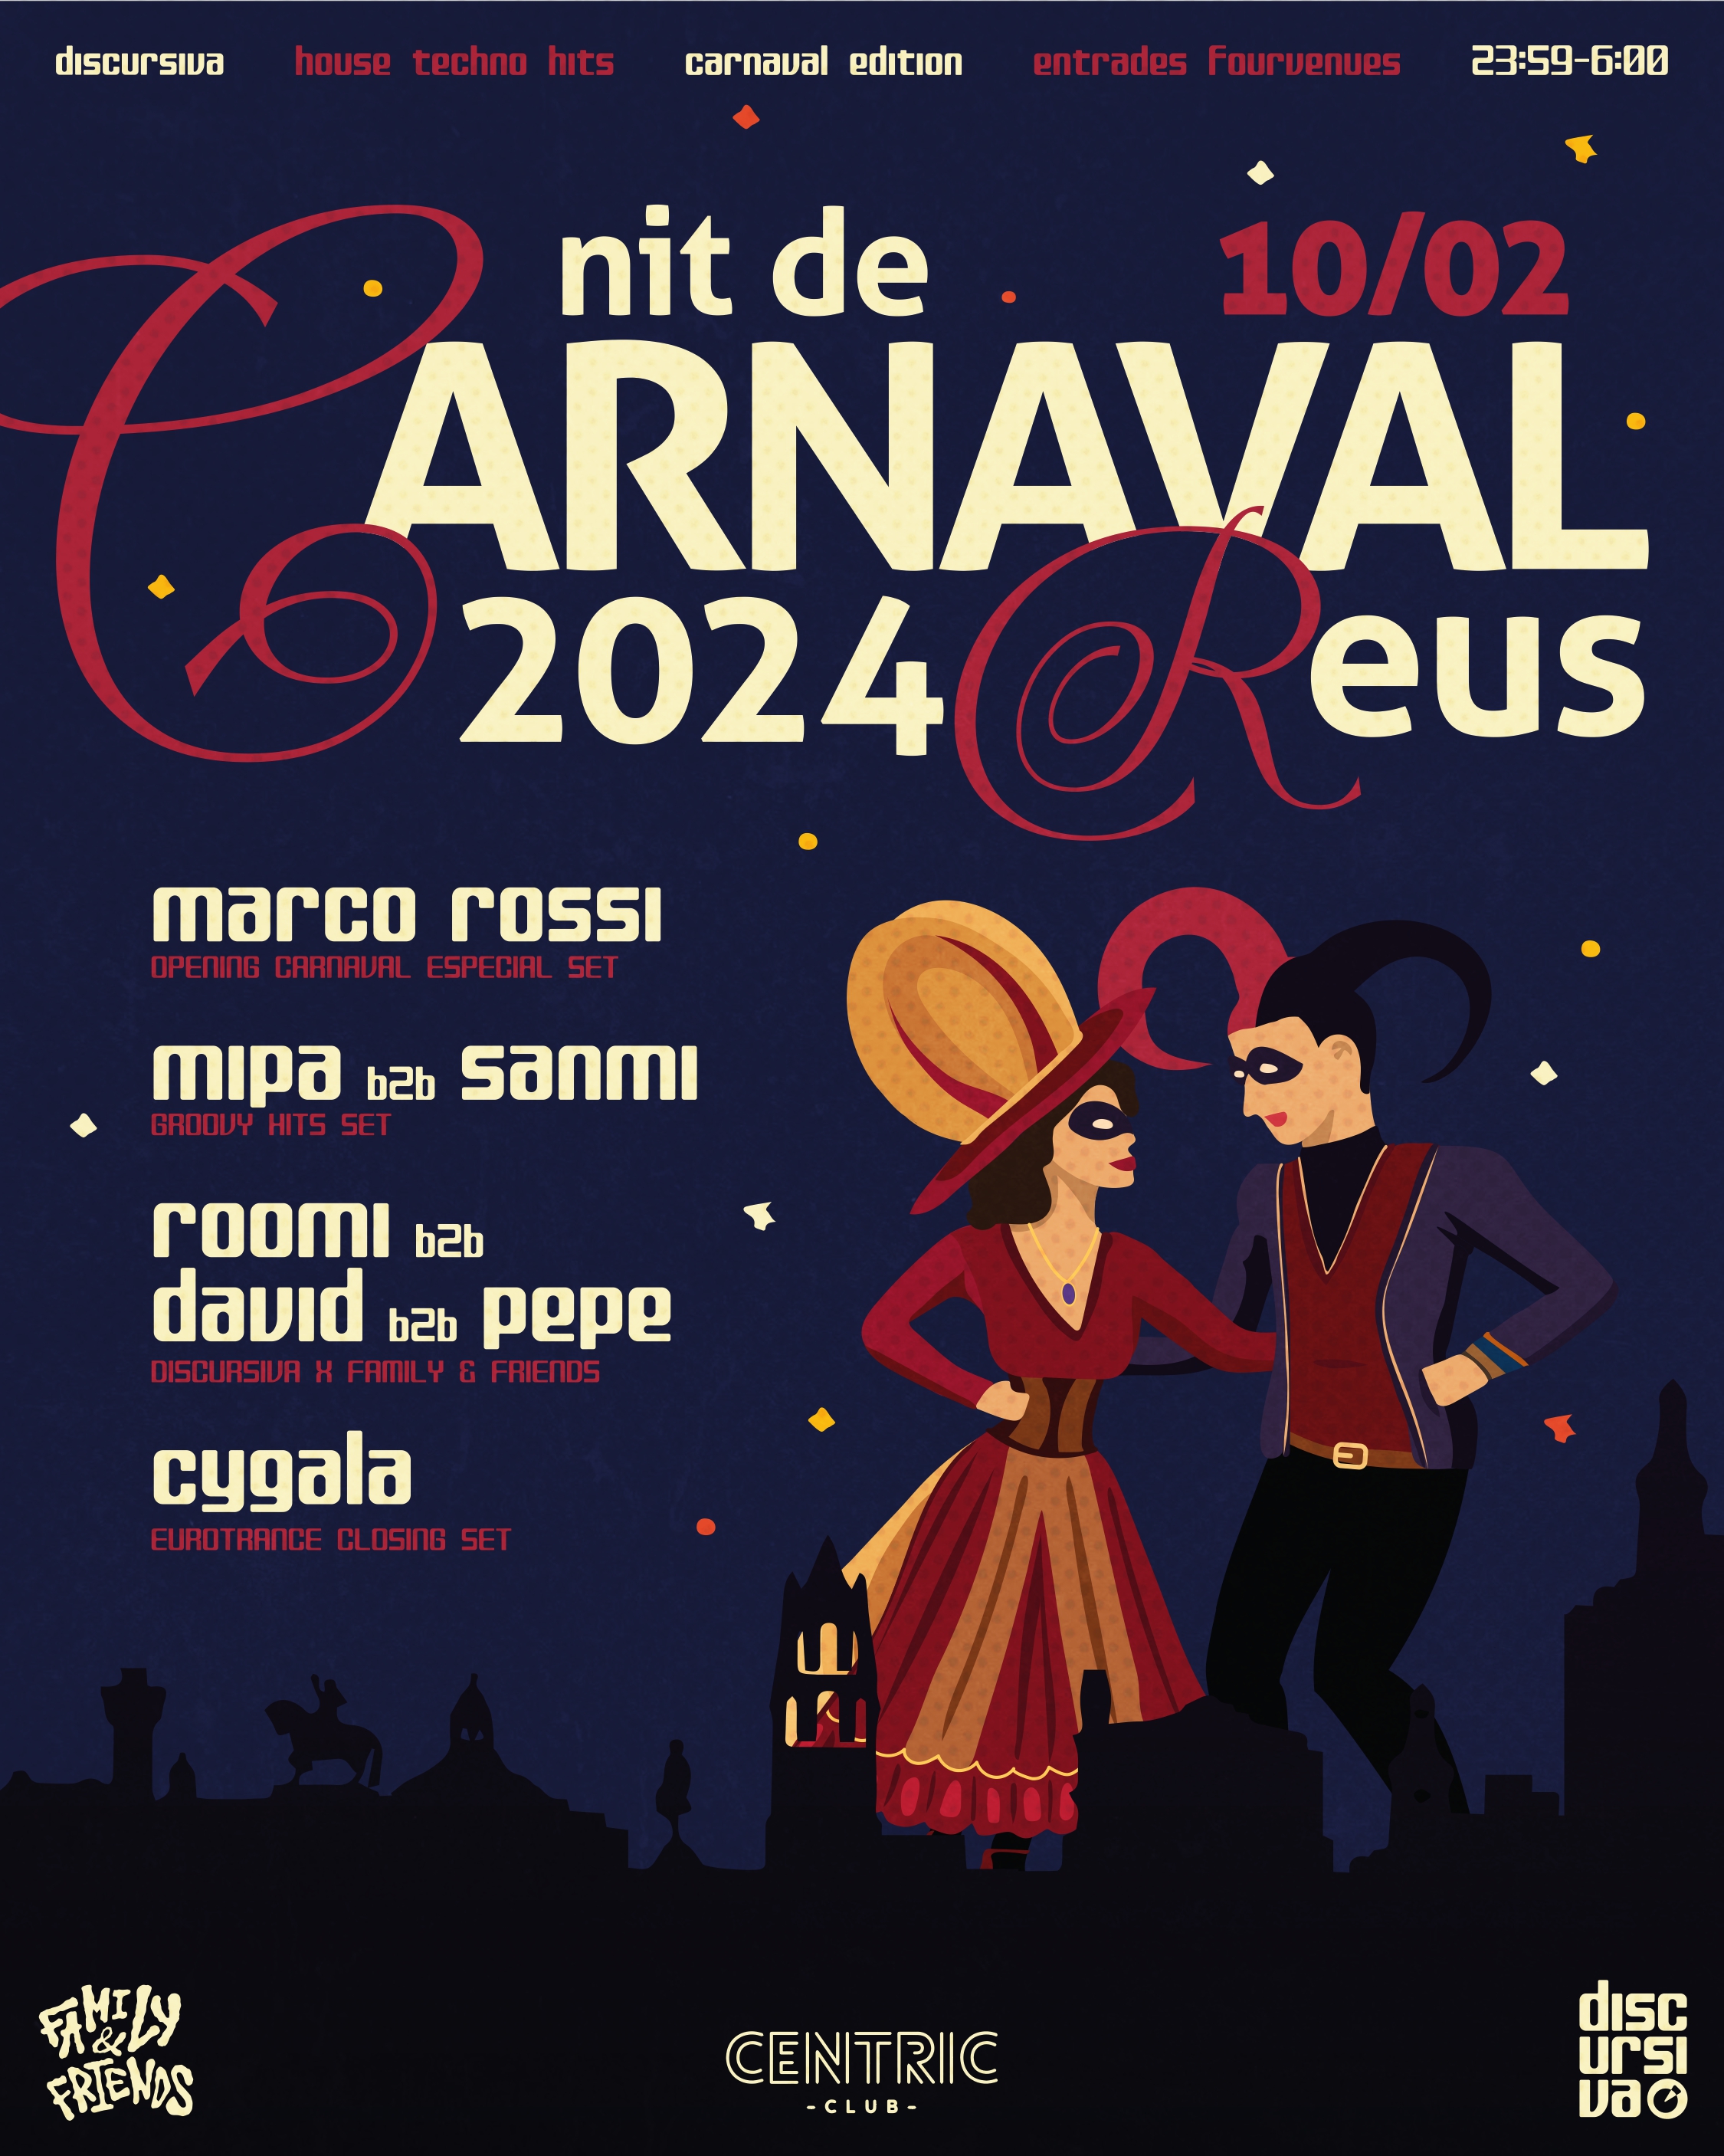 discursiva house techno hits carnaval edition entrades fourvenues 23:59-6:00
nit de 10/02
CARNAVAL
2024 Reus
marco rossi
OPENING CARNAVAL ESPECIAL SET
mipa b2b sanmi
GROOVY HITS SET
roomi b2b
david b2b pepe
DISCURSIVA X FAMILY & FRIENDS
cygala
EUROTRANCE CLOSING SET
FAMILY
&
FRIENDS
CENTRIC
-CLUB-
disc
ursi
va